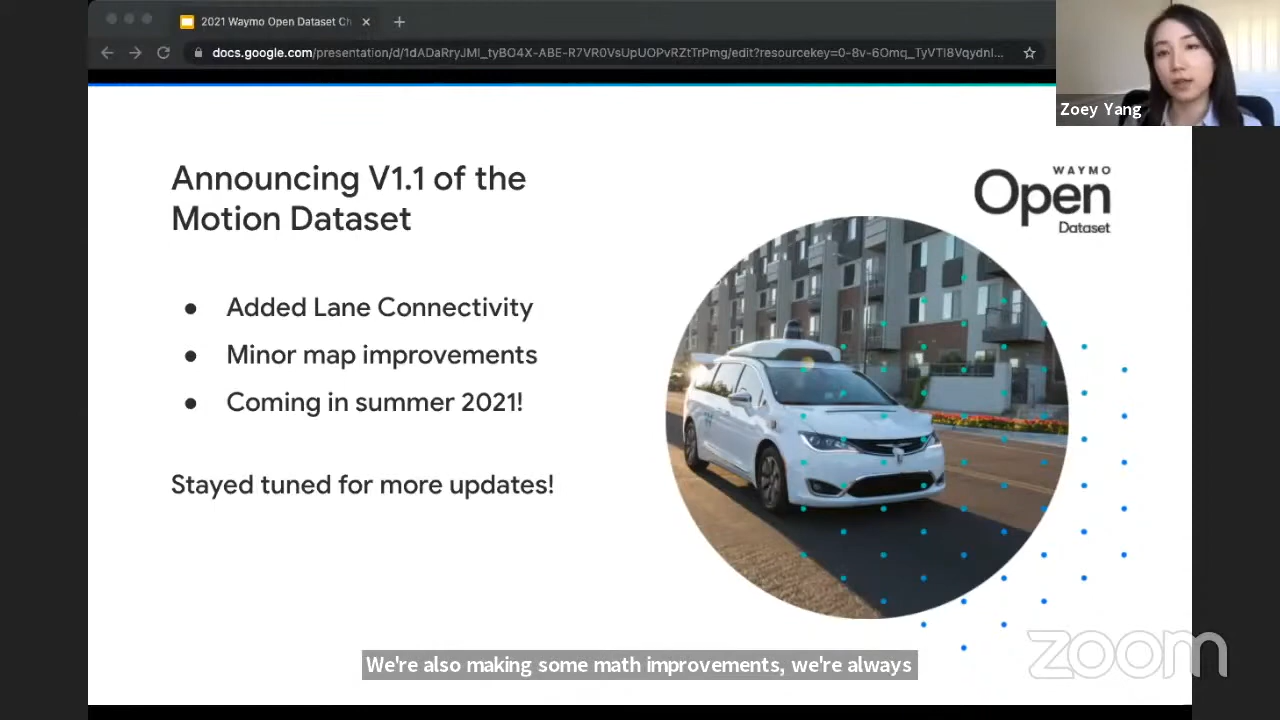 2021 Waymo Open Dataset Ch
docs.google.com/presentation/d/1dADaRryJMI_tyBO4X-ABE-R7VR0VsUpUOPvRZtTrPmg/edit?resourcekey=0-8v-6Omq_TyVTI8Vqydnl...
Zoey Yang
Announcing V1.1 of the
Motion Dataset
WAYMO
Open
Dataset
● Added Lane Connectivity
● Minor map improvements
● Coming in summer 2021!
Stayed tuned for more updates!
We're also making some math improvements, we're always
zoom